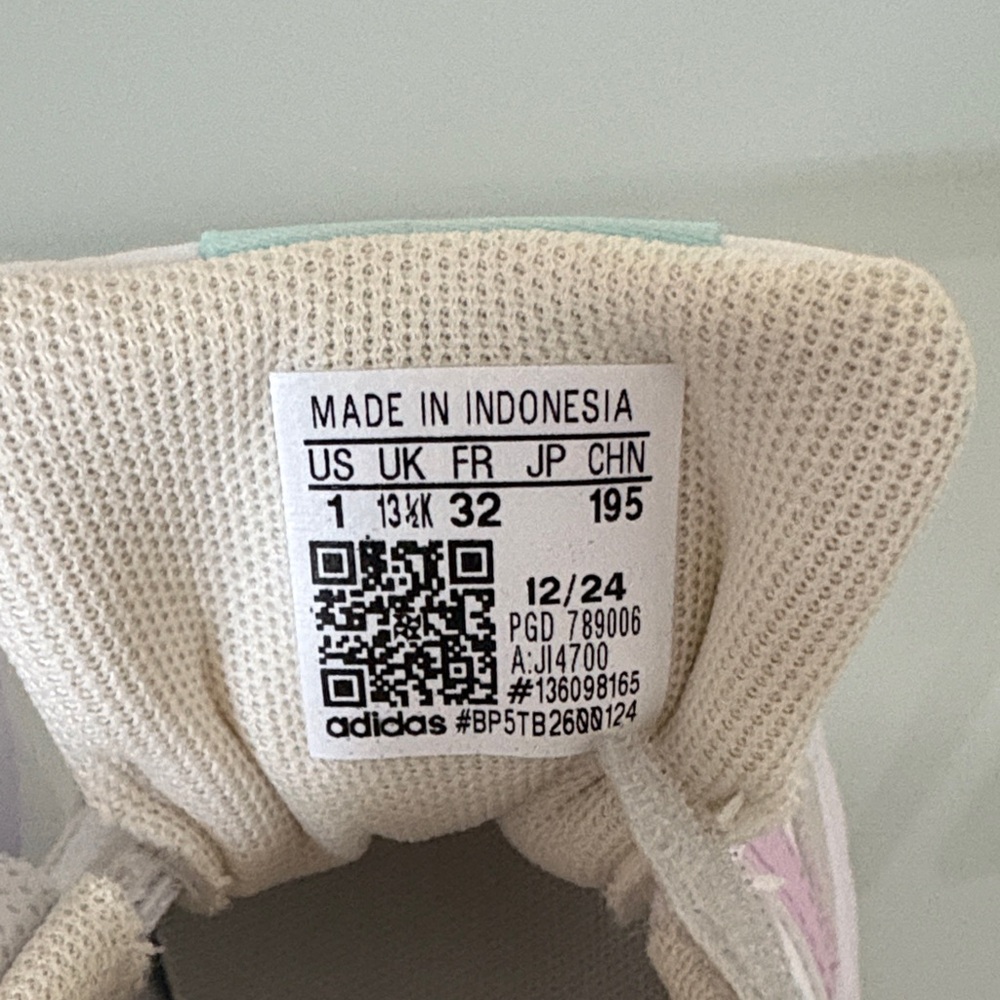 MADE IN INDONESIA
US UK FR JP CHN
1 13½K 32 195
12/24
PGD 789006
A:JI4700
#136098165
adidas #BP5TB2600124